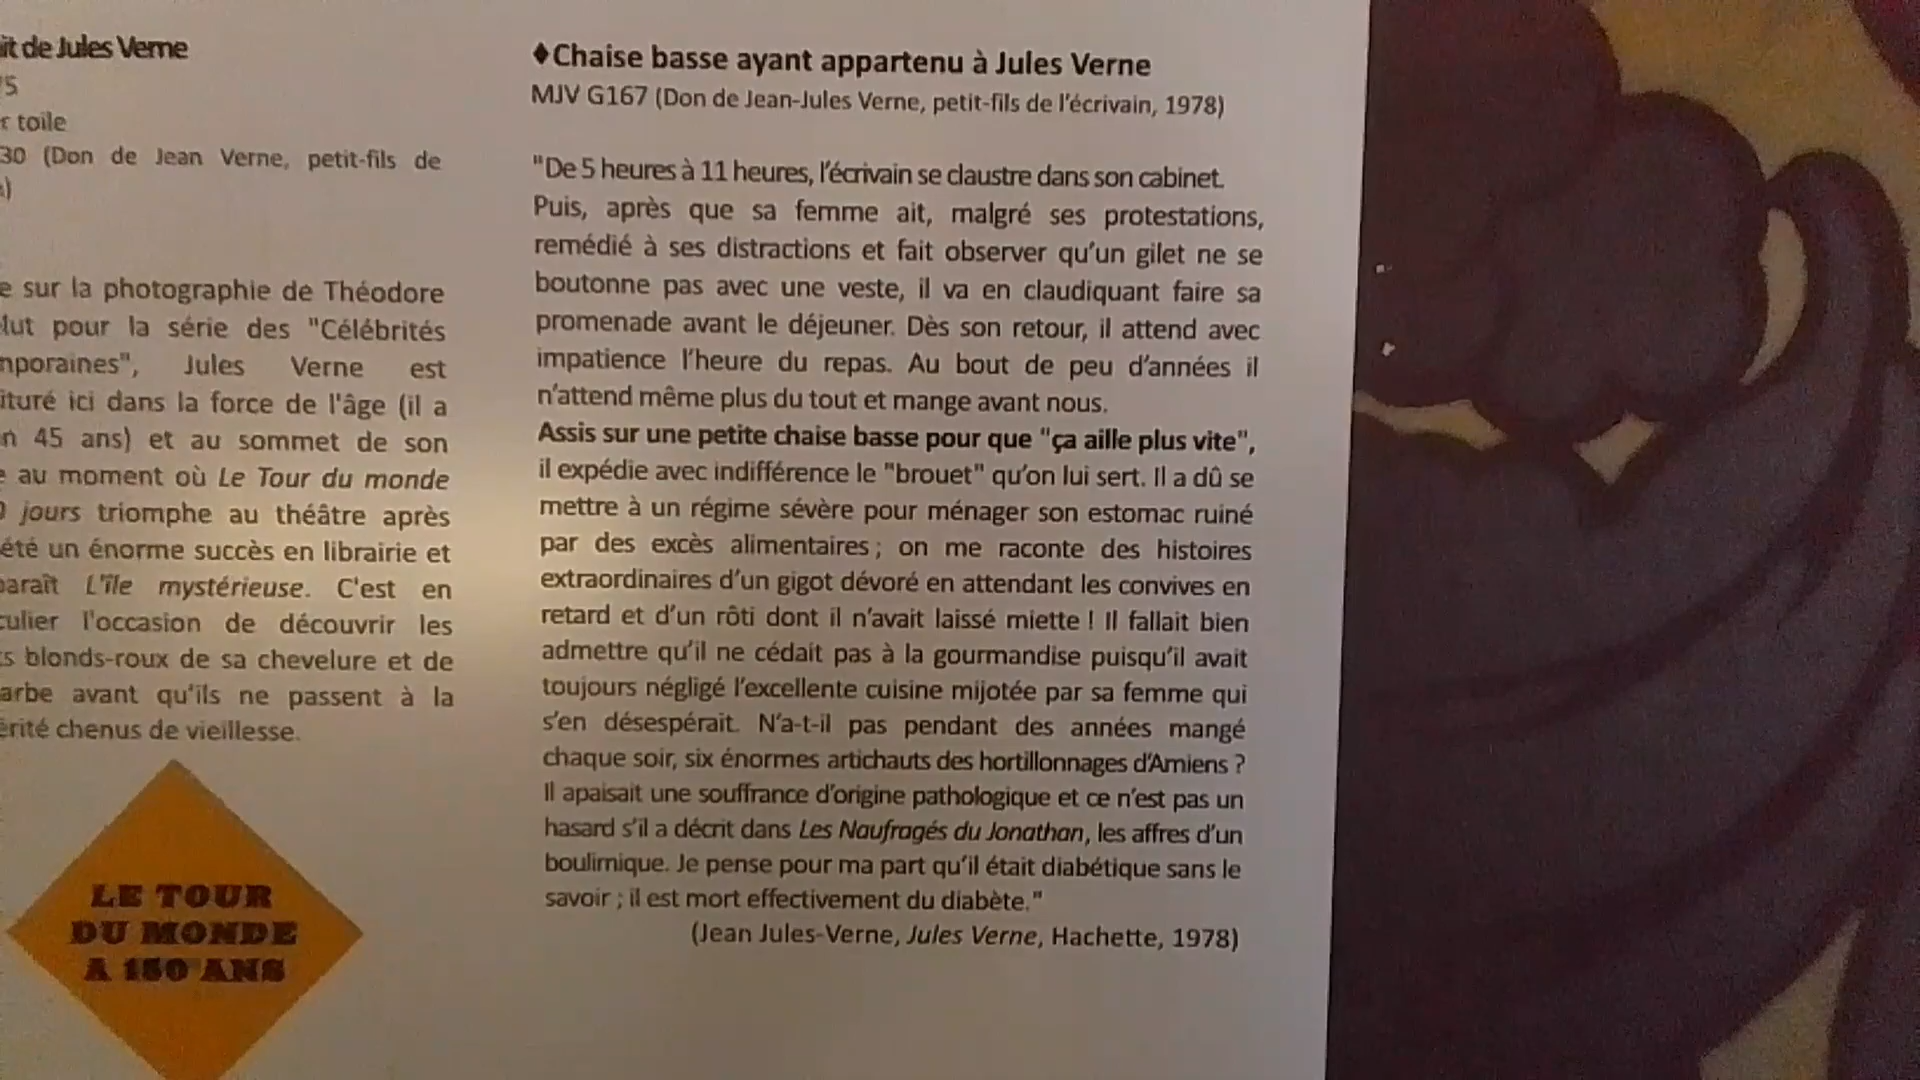 de Jules Verne
r toile
30 (Don de Jean Verne, petit-fils de
e sur la photographie de Théodore
pour la série des "Célébrités
Jules Verne est
ici dans la force de l'âge (il a
45 ans) et au sommet de son
au moment où Le Tour du monde
jours triomphe au théâtre après
été un énorme succès en librairie et
L'île mystérieuse. C'est en
l'occasion de découvrir les
blonds-roux de sa chevelure et de
avant qu'ils ne passent à la
chenus de vieillesse.
LE TOUR
DU MONDE
A 150 ANS
♦Chaise basse ayant appartenu à Jules Verne
MJV G167 (Don de Jean-Jules Verne, petit-fils de l'écrivain, 1978)
"De 5 heures à 11 heures, l'écrivain se claustre dans son cabinet.
Puis, après que sa femme ait, malgré ses protestations,
remédié à ses distractions et fait observer qu'un gilet ne se
boutonne pas avec une veste, il va en claudiquant faire sa
promenade avant le déjeuner. Dès son retour, il attend avec
impatience l'heure du repas. Au bout de peu d'années il
n'attend même plus du tout et mange avant nous.
Assis sur une petite chaise basse pour que "ça aille plus vite",
il expédie avec indifférence le "brouet" qu'on lui sert. Il a dû se
mettre à un régime sévère pour ménager son estomac ruiné
par des excès alimentaires ; on me raconte des histoires
extraordinaires d'un gigot dévoré en attendant les convives en
retard et d'un rôti dont il n'avait laissé miette ! Il fallait bien
admettre qu'il ne cédait pas à la gourmandise puisqu'il avait
toujours négligé l'excellente cuisine mijotée par sa femme qui
s'en désespérait. N'a-t-il pas pendant des années mangé
chaque soir, six énormes artichauts des hortillonnages d'Amiens ?
Il apaisait une souffrance d'origine pathologique et ce n'est pas un
hasard s'il a décrit dans Les Naufragés du Jonathan, les affres d'un
boulimique. Je pense pour ma part qu'il était diabétique sans le
savoir ; il est mort effectivement du diabète."
(Jean Jules-Verne, Jules Verne, Hachette, 1978)